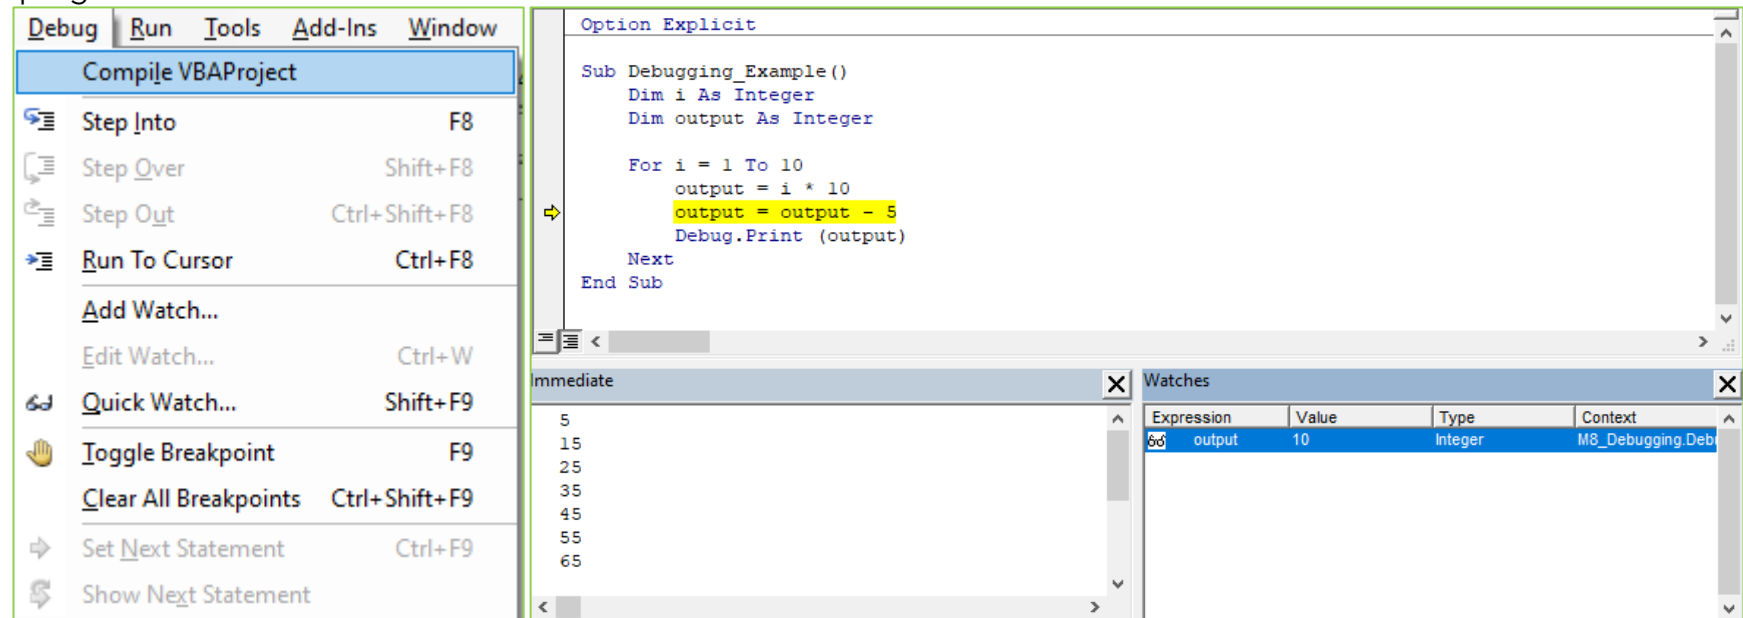 Debug Run Tools Add-Ins Window
Compile VBAProject
Step Into F8
Step Over Shift+F8
Step Out Ctrl+Shift+F8
Run To Cursor Ctrl+F8
Add Watch...
Edit Watch... Ctrl+W
Quick Watch... Shift+F9
Toggle Breakpoint F9
Clear All Breakpoints Ctrl+Shift+F9
Set Next Statement Ctrl+F9
Show Next Statement
Option Explicit
Sub Debugging_Example()
Dim i As Integer
Dim output As Integer
For i = 1 To 10
output = i * 10
output = output - 5
Debug.Print (output)
Next
End Sub
Immediate
5
15
25
35
45
55
65
Watches
Expression Value Type Context
output 10 Integer M8_Debugging.Deb